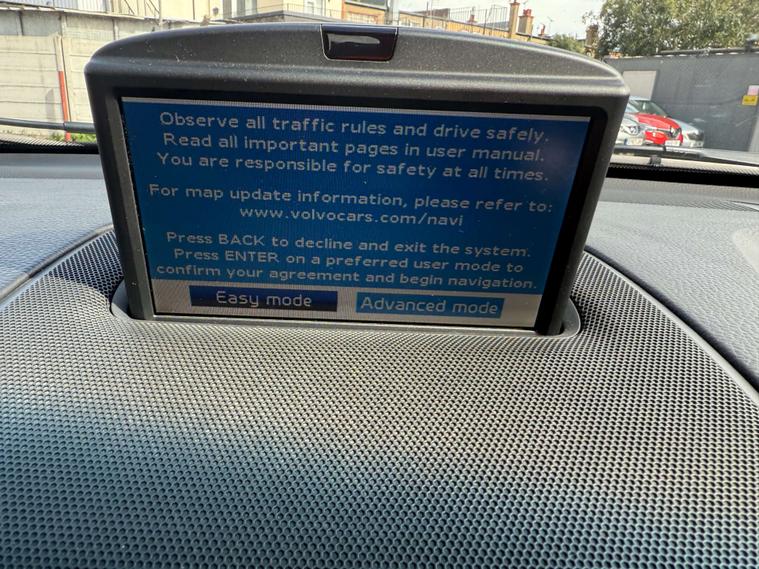 Observe all traffic rules and drive safely.
Read all important pages in user manual.
You are responsible for safety at all times.
For map update information, please refer to:
www.volvocars.com/navi
Press BACK to decline and exit the system.
Press ENTER on a preferred user mode to
confirm your agreement and begin navigation.
Easy mode
Advanced mode